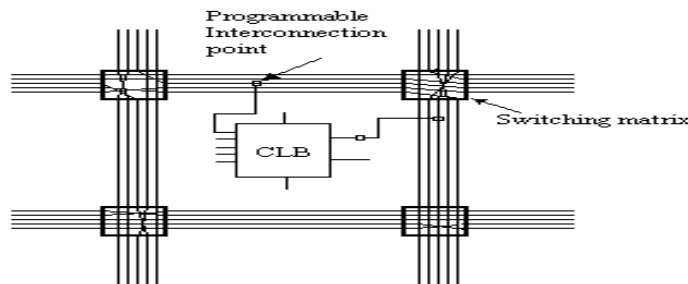 Programmable
Interconnection
point
Switching matrix
CLB